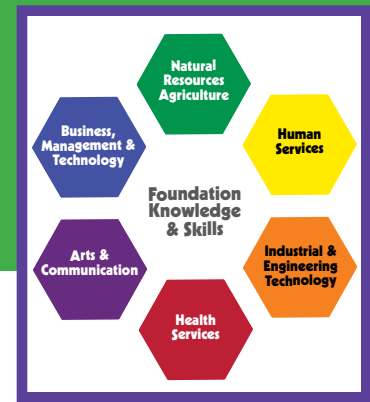 Natural
Resources
Agriculture
Business,
Management &
Technology
Human
Services
Foundation
Knowledge
& Skills
Arts &
Communication
Industrial &
Engineering
Technology
Health
Services